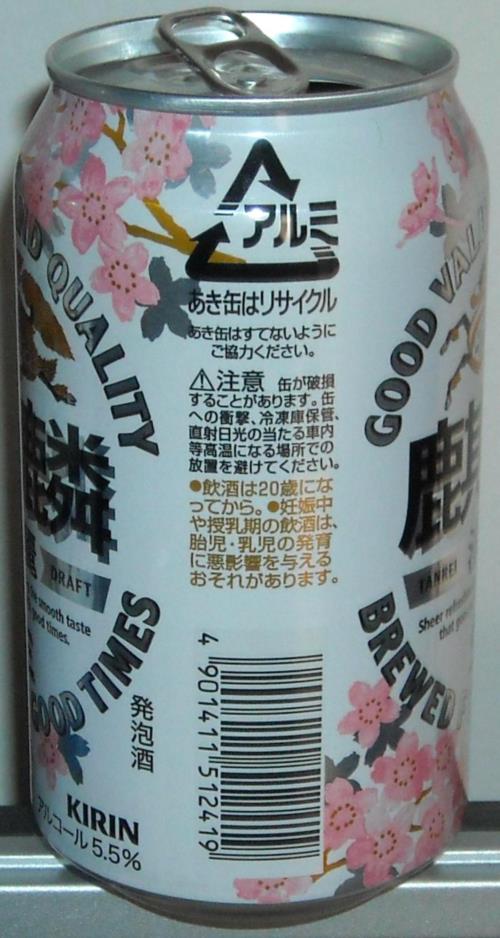 アルミ
あき缶はリサイクル
あき缶はすてないように
ご協力ください。
⚠注意 缶が破損
することがあります。缶
への衝撃、冷凍庫保管、
直射日光の当たる車内
等高温になる場所での
放置を避けてください。
●飲酒は20歳にな
ってから。●妊娠中
や授乳期の飲酒は、
胎児・乳児の発育
に悪影響を与える
おそれがあります。
4 901411 512419
QUALITY
麟
DRAFT
smooth taste
good times.
GOOD TIMES
発泡酒
KIRIN
アルコール5.5%
GOOD
麒
TANREI
Sheer
that
BREWED